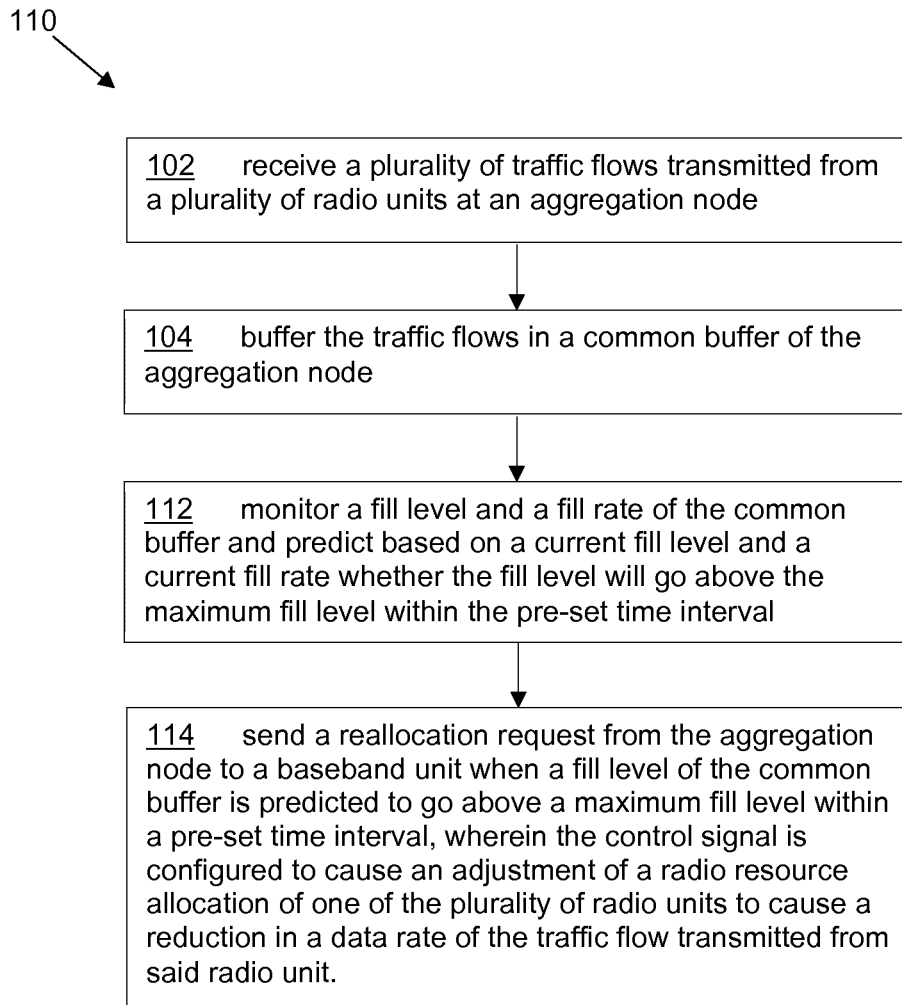 110
102 receive a plurality of traffic flows transmitted from
a plurality of radio units at an aggregation node
104 buffer the traffic flows in a common buffer of the
aggregation node
112 monitor a fill level and a fill rate of the common
buffer and predict based on a current fill level and a
current fill rate whether the fill level will go above the
maximum fill level within the pre-set time interval
114 send a reallocation request from the aggregation
node to a baseband unit when a fill level of the common
buffer is predicted to go above a maximum fill level within
a pre-set time interval, wherein the control signal is
configured to cause an adjustment of a radio resource
allocation of one of the plurality of radio units to cause a
reduction in a data rate of the traffic flow transmitted from
said radio unit.